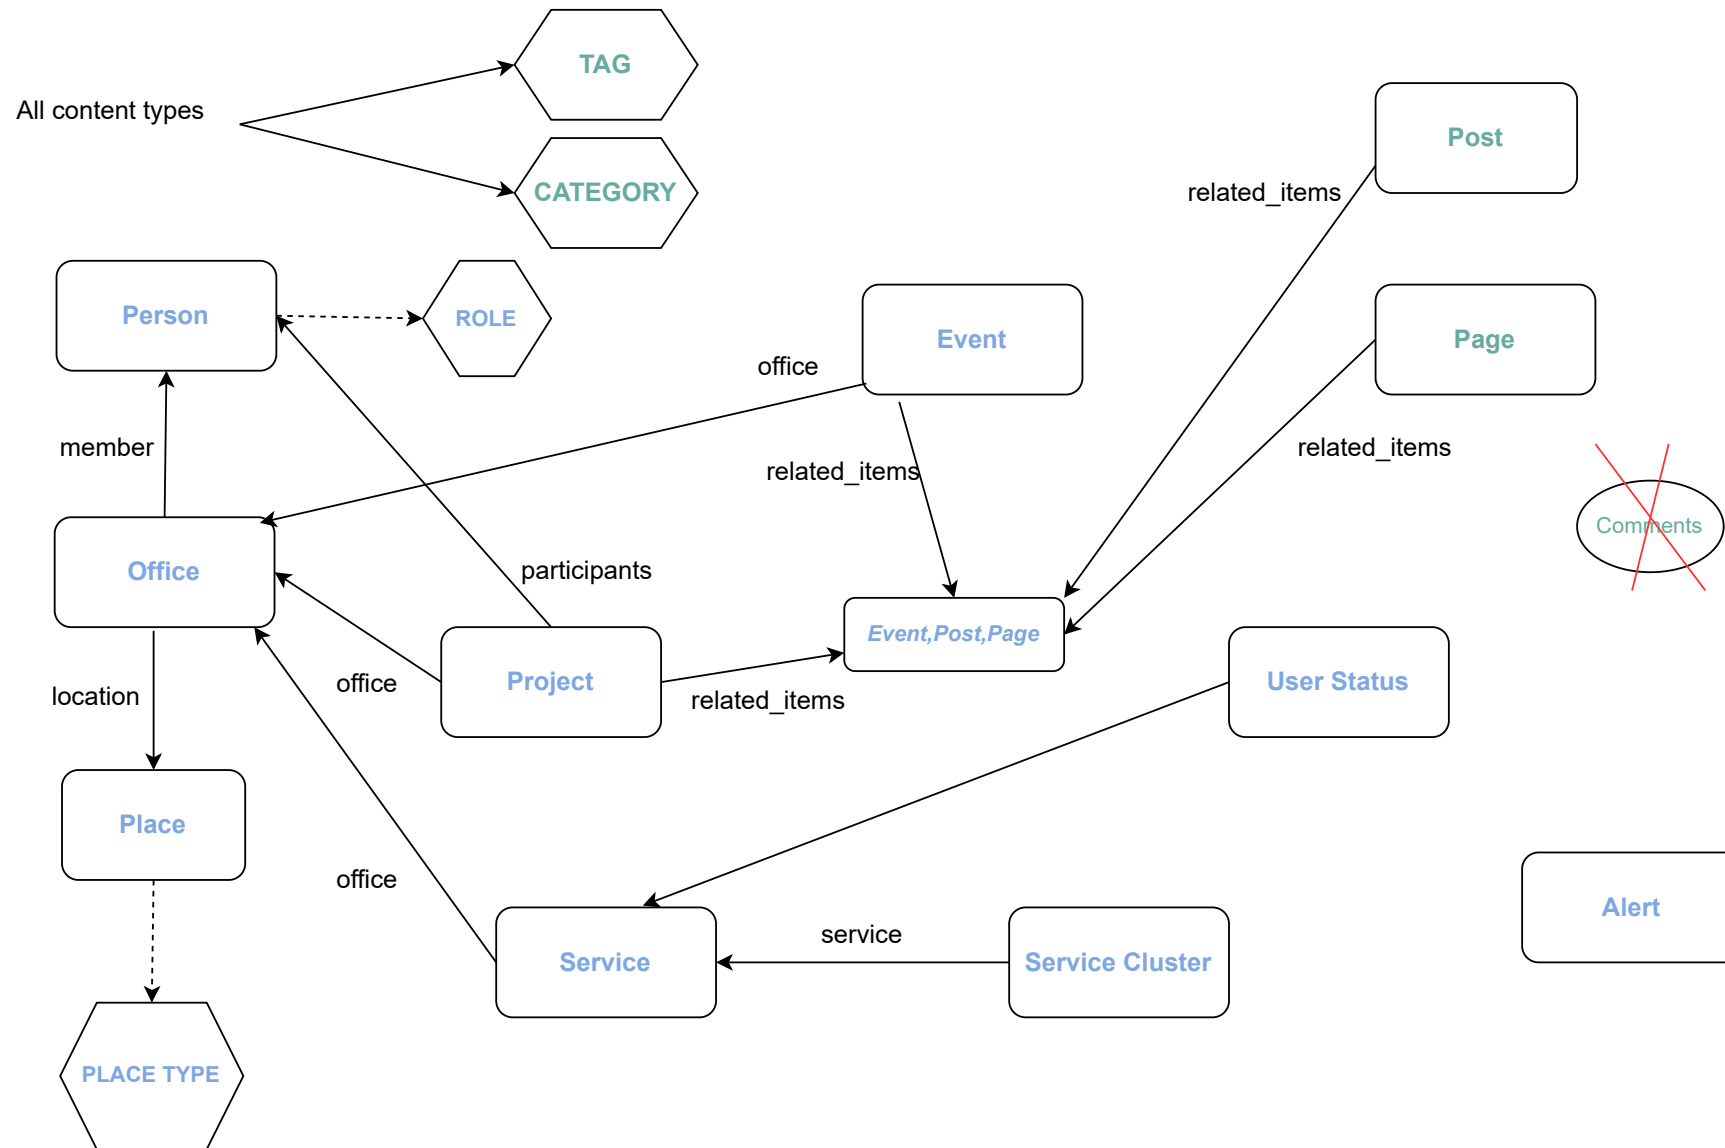 TAG
All content types
Post
CATEGORY
related_items
Person
ROLE
Event
Page
office
member
related_items
related_items
Comments
Office
participants
Event,Post,Page
office
Project
related_items
User Status
location
Place
office
Alert
service
Service
Service Cluster
PLACE TYPE